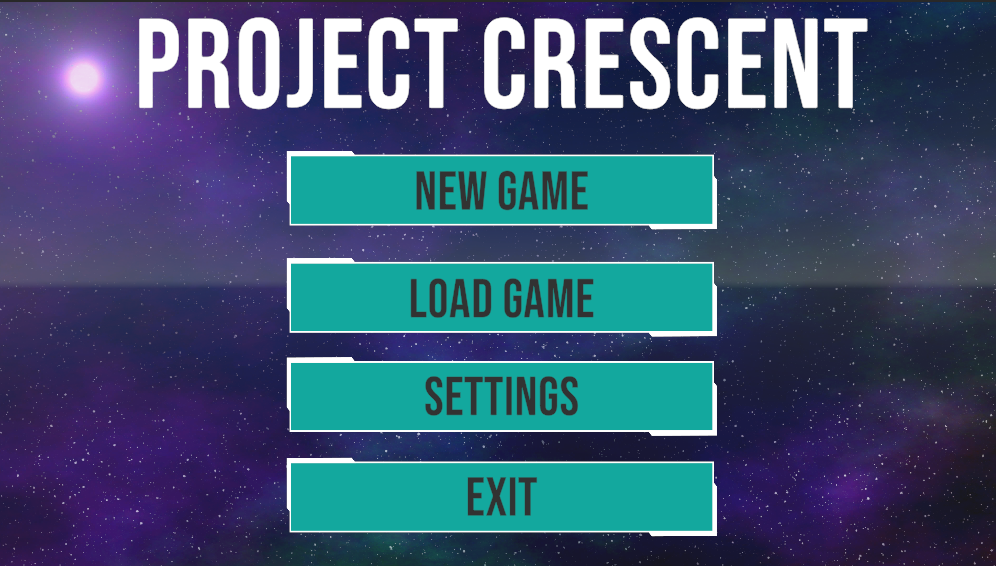 PROJECT CRESCENT
NEW GAME
LOAD GAME
SETTINGS
EXIT